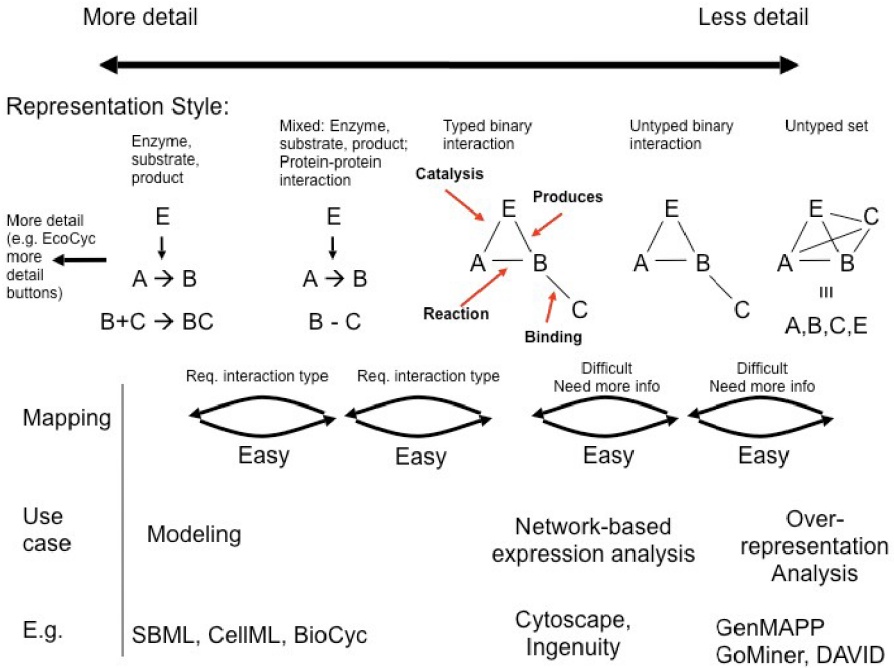 More detail
Less detail
Representation Style:
Enzyme,
substrate,
product
Mixed: Enzyme,
substrate, product;
Protein-protein
interaction
Typed binary
interaction
Untyped binary
interaction
Untyped set
More detail
(e.g. EcoCyc
more
detail
buttons)
E
A → B
B+C → BC
E
A → B
B - C
Catalysis
Produces
E
A
B
C
Reaction
Binding
E
A
B
C
E
C
A
B
≡
A,B,C,E
Mapping
Req. interaction type
Easy
Req. interaction type
Easy
Difficult
Need more info
Easy
Difficult
Need more info
Easy
Use
case
Modeling
Network-based
expression analysis
Over-
representation
Analysis
E.g.
SBML, CellML, BioCyc
Cytoscape,
Ingenuity
GenMAPP
GoMiner, DAVID